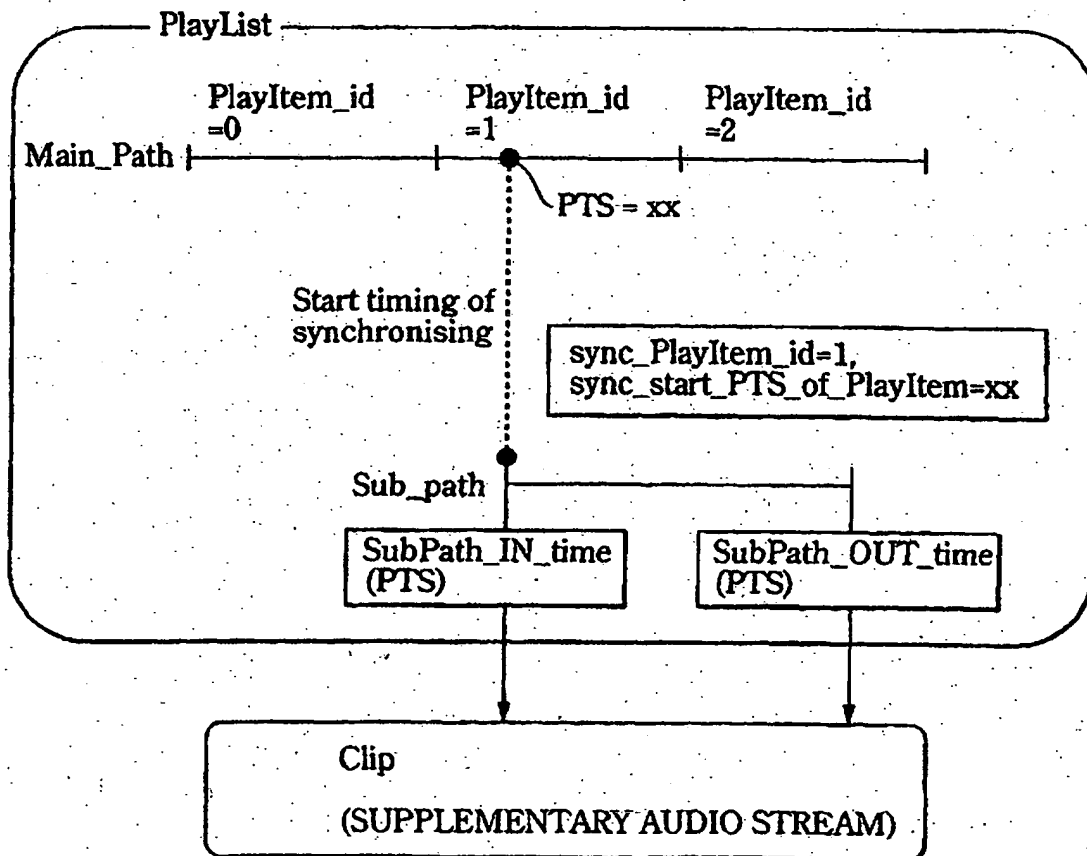 PlayList
PlayItem_id
=0
PlayItem_id
=1
PlayItem_id
=2
Main_Path
PTS = xx
Start timing of
synchronising
sync_PlayItem_id=1,
sync_start_PTS_of_PlayItem=xx
Sub_path
SubPath_IN_time
(PTS)
SubPath_OUT_time
(PTS)
Clip
(SUPPLEMENTARY AUDIO STREAM)